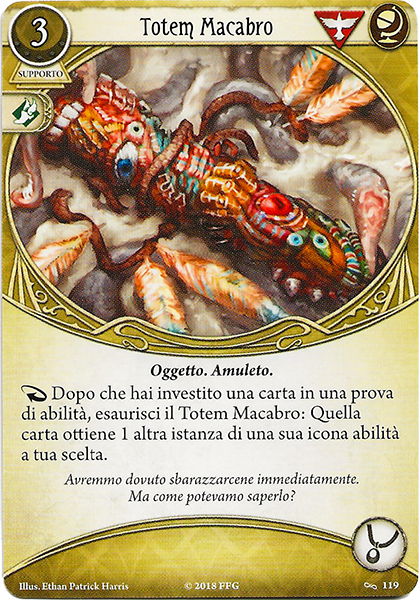 3
Totem Macabro
SUPPORTO
Oggetto. Amuleto.
Dopo che hai investito una carta in una prova
di abilità, esaurisci il Totem Macabro: Quella
carta ottiene 1 altra istanza di una sua icona abilità
a tua scelta.
Avremmo dovuto sbarazzarcene immediatamente.
Ma come potevamo saperlo?
Illus. Ethan Patrick Harris
© 2018 FFG
119